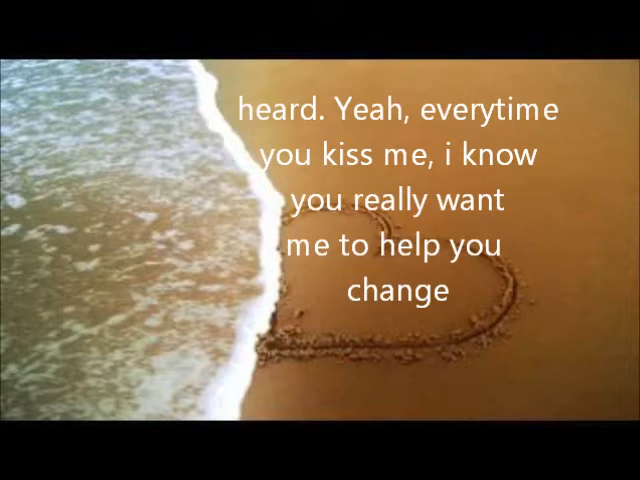 heard. Yeah, everytime
you kiss me, i know
you really want
me to help you
change